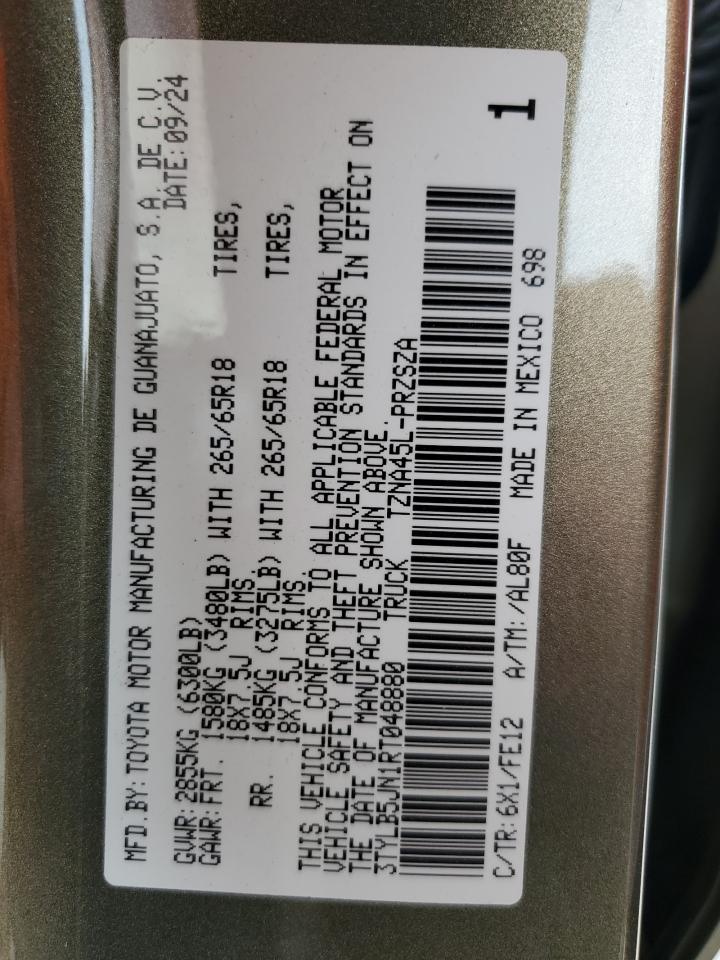 MFD.BY:TOYOTA MOTOR MANUFACTURING DE GUANAJUATO, S.A. DE C.V.
DATE:09/24
GVWR:2855KG (6300LB)
GAWR:FRT. 1580KG (3480LB) WITH 265/65R18 TIRES,
18X7.5J RIMS.
RR. 1485KG (3275LB) WITH 265/65R18 TIRES,
18X7.5J RIMS.
THIS VEHICLE CONFORMS TO ALL APPLICABLE FEDERAL MOTOR
VEHICLE SAFETY AND THEFT PREVENTION STANDARDS IN EFFECT ON
THE DATE OF MANUFACTURE SHOWN ABOVE.
3TYLB5JN1RT048880 TRUCK TZNA45L-PRZSZA
1
C/TR:6X1/FE12 A/TM:/AL80F MADE IN MEXICO 698